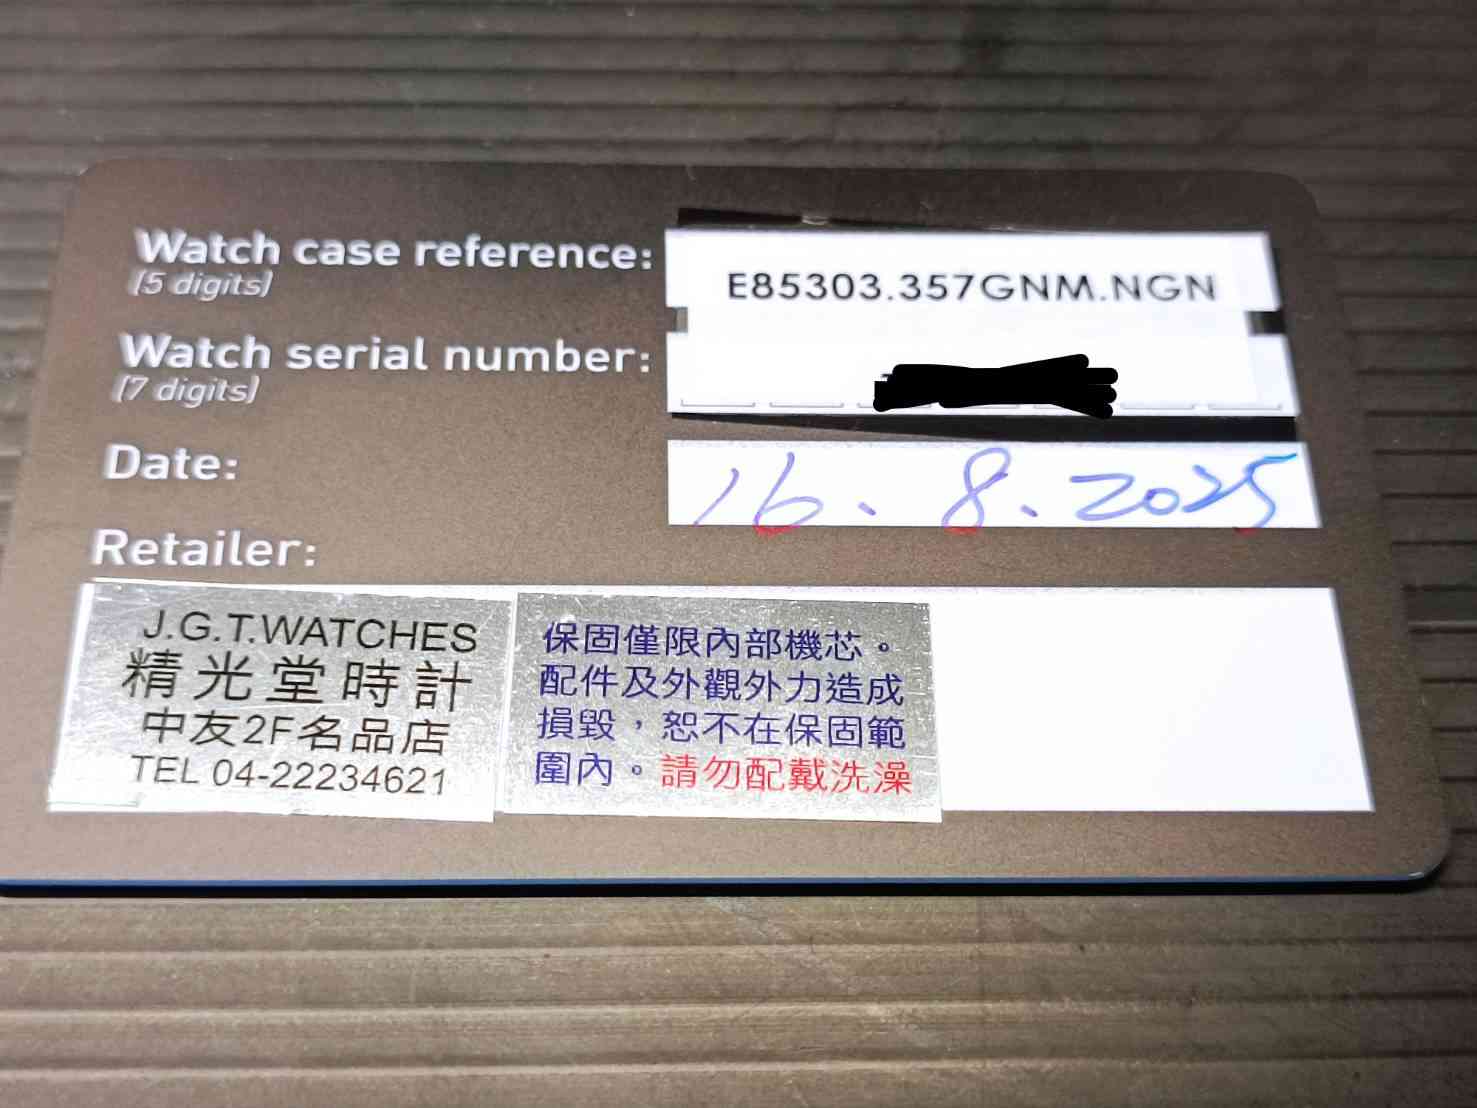 Watch case reference:
(5 digits)
E85303.357GNM.NGN
Watch serial number:
(7 digits)
Date:
16.8.2025
Retailer:
J.G.T.WATCHES
精光堂時計
中友2F名品店
TEL 04-22234621
保固僅限內部機芯。
配件及外觀外力造成
損毀，恕不在保固範
圍內。請勿配戴洗澡